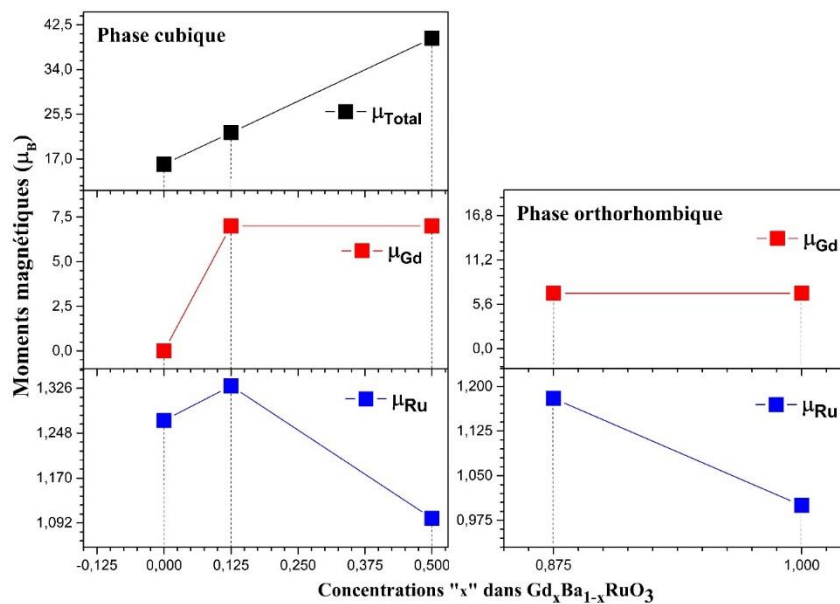 Phase cubique
42,5
34,0
25,5
17,0
μTotal
7,5
5,0
2,5
0,0
μGd
1,326
1,248
1,170
1,092
μRu
-0,125 0,000 0,125 0,250 0,375 0,500
Phase orthorhombique
16,8
11,2
5,6
0,0
μGd
1,200
1,125
1,050
0,975
μRu
0,875 1,000
Moments magnétiques (μB)
Concentrations "x" dans GdxBa1-xRuO3